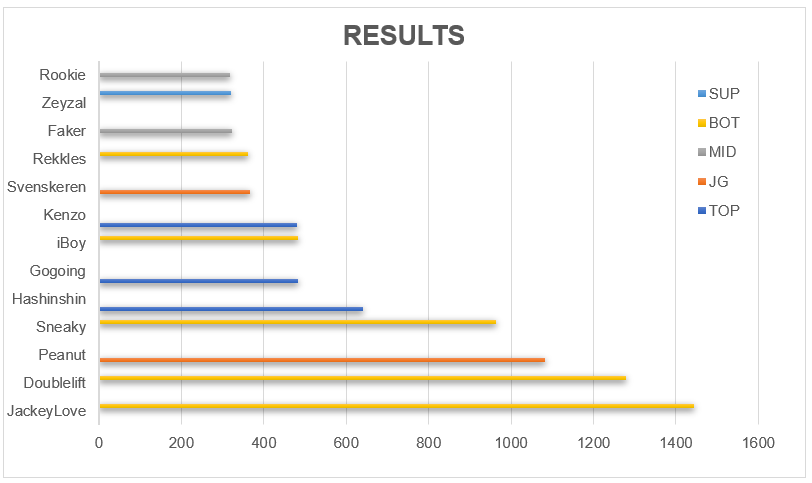 RESULTS
Rookie
Zeyzal
Faker
Rekkles
Svenskeren
Kenzo
iBoy
Gogoing
Hashinshin
Sneaky
Peanut
Doublelift
JackeyLove
0 200 400 600 800 1000 1200 1400 1600
SUP
BOT
MID
JG
TOP